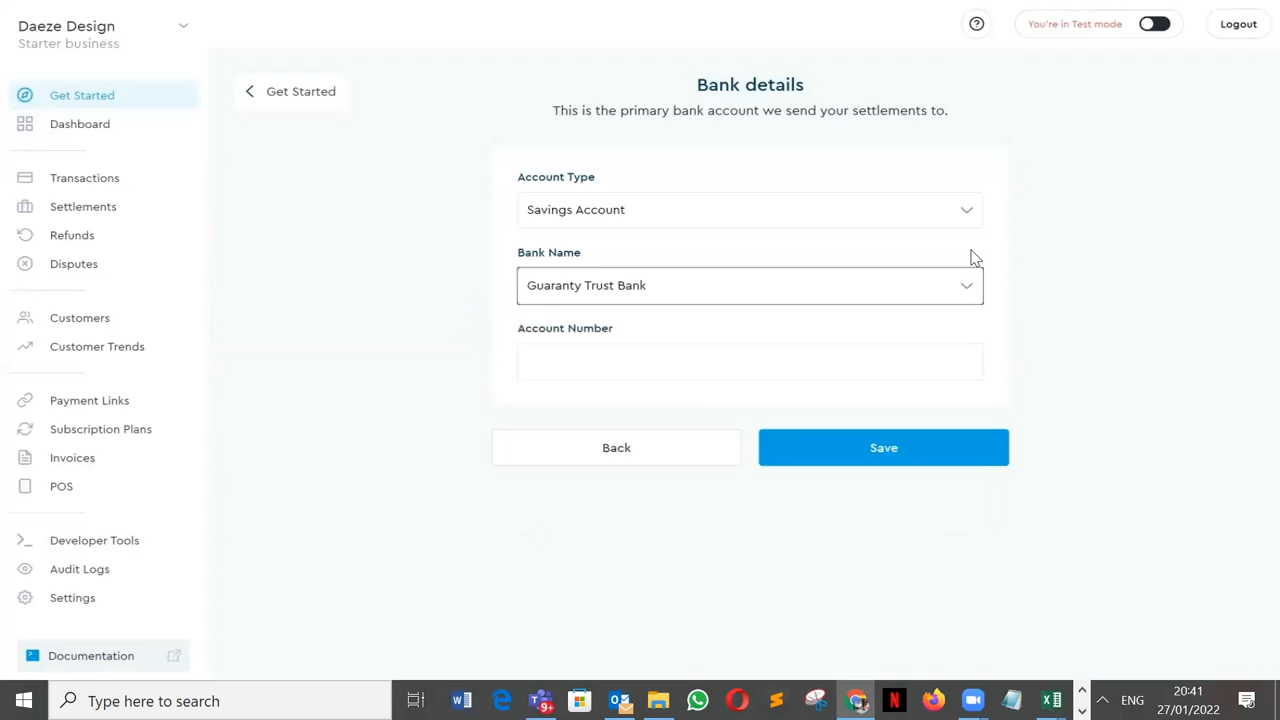 Daeze Design
Starter business
You're in Test mode
Logout
Get Started
Dashboard
Transactions
Settlements
Refunds
Disputes
Customers
Customer Trends
Payment Links
Subscription Plans
Invoices
POS
Developer Tools
Audit Logs
Settings
Documentation
Get Started
Bank details
This is the primary bank account we send your settlements to.
Account Type
Savings Account
Bank Name
Guaranty Trust Bank
Account Number
Back
Save
Type here to search
ENG
20:41
27/01/2022